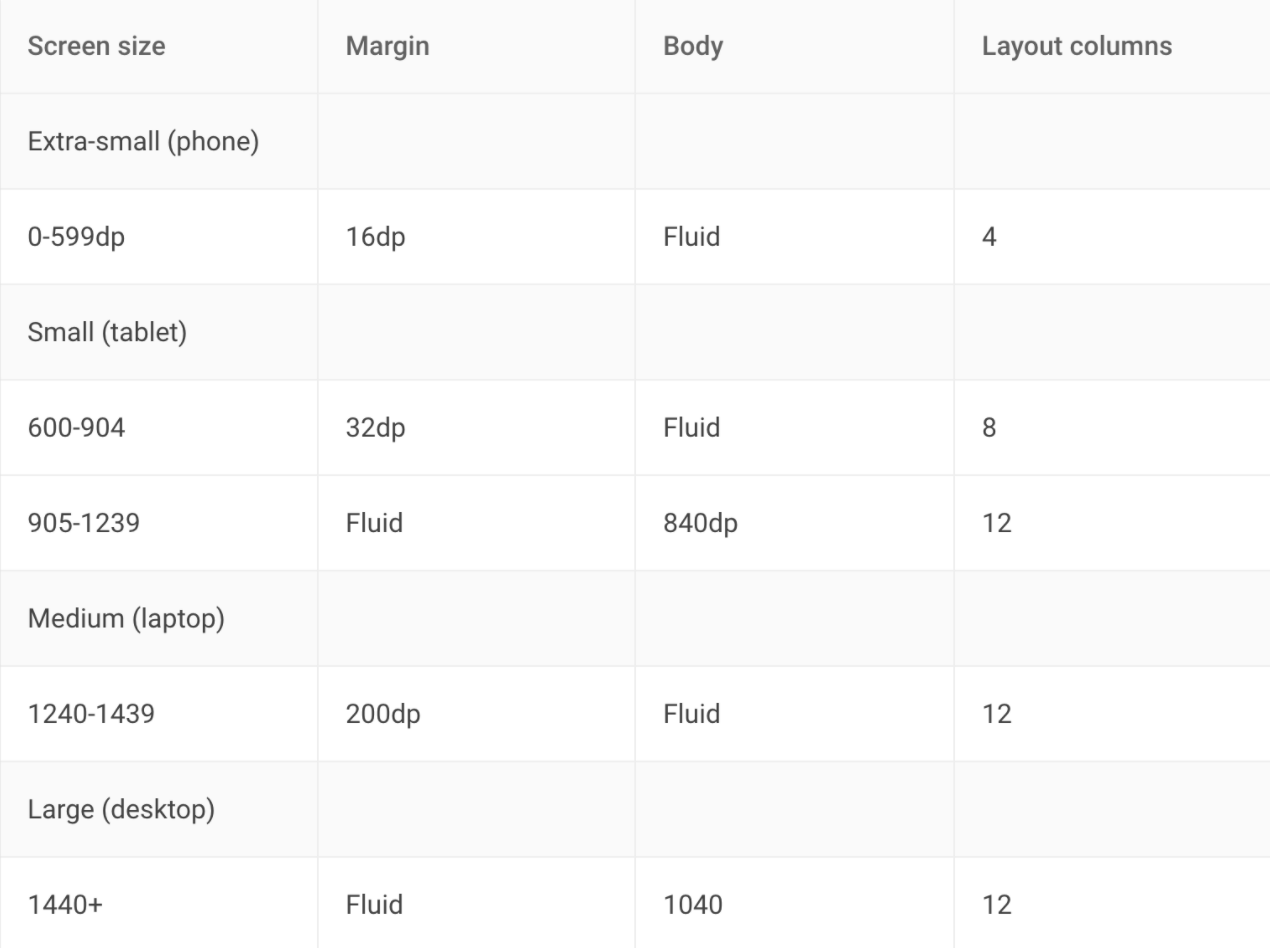 Screen size Margin Body Layout columns
Extra-small (phone)
0-599dp 16dp Fluid 4
Small (tablet)
600-904 32dp Fluid 8
905-1239 Fluid 840dp 12
Medium (laptop)
1240-1439 200dp Fluid 12
Large (desktop)
1440+ Fluid 1040 12